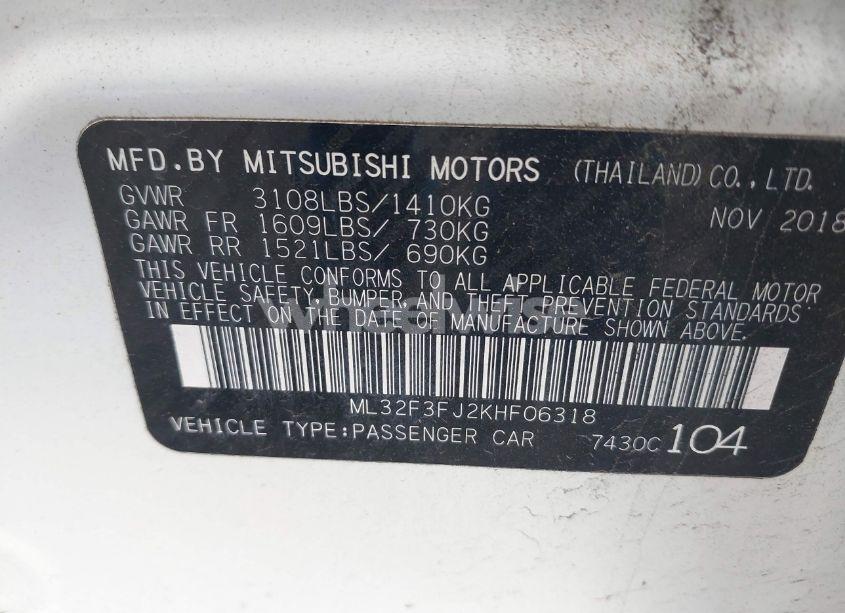 MFD.BY MITSUBISHI MOTORS (THAILAND)CO.,LTD.
GVWR 3108LBS/1410KG NOV 2018
GAWR FR 1609LBS/ 730KG
GAWR RR 1521LBS/ 690KG
THIS VEHICLE CONFORMS TO ALL APPLICABLE FEDERAL MOTOR
VEHICLE SAFETY, BUMPER, AND THEFT PREVENTION STANDARDS
IN EFFECT ON THE DATE OF MANUFACTURE SHOWN ABOVE.
ML32F3FJ2KHF06318
VEHICLE TYPE:PASSENGER CAR 7430C 104